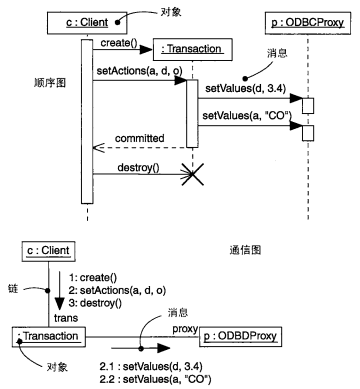 c : Client
对象
p : ODBCProxy
create()
: Transaction
顺序图
setActions(a, d, o)
消息
setValues(d, 3.4)
setValues(a, "CO")
committed
destroy()
c : Client
通信图
链
1: create()
2: setActions(a, d, o)
3: destroy()
trans
消息
: Transaction
proxy
p : ODBDProxy
对象
2.1 : setValues(d, 3.4)
2.2 : setValues(a, "CO")